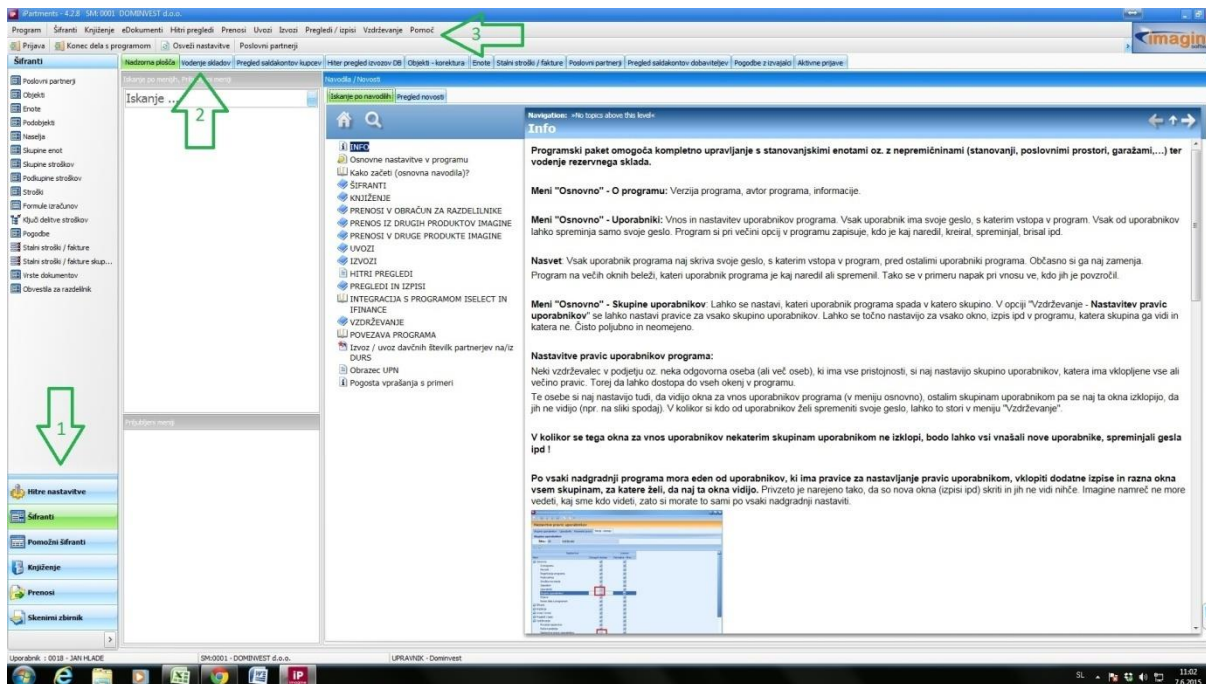 iPartments - 4.2.8 SM: 0001 DOMINVEST d.o.o.
Program Šifranti Knjiženje eDokumenti Hitri pregledi Prenosi Uvozi Izvozi Pregledi / izpisi Vzdrževanje Pomoč
3
Prijava Konec dela s programom Osveži nastavitve Poslovni partnerji
imagin
Šifranti
Nadzorna plošča Vodenje skladov Pregled saldakontov kupcev Hiter pregled izvozov DB Objekti - korektura Enote Stalni stroški / fakture Poslovni partnerji Pregled saldakontov dobaviteljev Pogodbe z izvajalci Aktivne prijave
Poslovni partnerji
Objekti
Enote
Podobjekti
Naselja
Skupine enot
Skupine stroškov
Podkupine stroškov
Stroški
Formule izračunov
Ključi delitve stroškov
Pogodbe
Stalni stroški / fakture
Stalni stroški / fakture skup...
Vrste dokumentov
Obvestila za razdelilnik
1
Hitre nastavitve
Šifranti
Pomožni šifranti
Knjiženje
Prenosi
Skenirni zbirnik
Iskanje ...
2
Priljubljeni meniji
Navodila / Novosti
Iskanje po navodilih Pregled novosti
INFO
Osnovne nastavitve v programu
Kako začeti (osnovna navodila)?
ŠIFRANTI
KNJIŽENJE
PRENOSI V OBRAČUN ZA RAZDELILNIKE
PRENOS IZ DRUGIH PRODUKTOV IMAGINE
PRENOSI V DRUGE PRODUKTE IMAGINE
UVOZI
IZVOZI
HITRI PREGLEDI
PREGLEDI IN IZPISI
INTEGRACIJA S PROGRAMOM ISELECT IN
IFINANCE
VZDRŽEVANJE
POVEZAVA PROGRAMA
Izvoz / uvoz davčnih številk partnerjev na/iz
DURS
Obrazec UPN
Pogosta vprašanja s primeri
Navigation: »No topics above this level«
Info
Programski paket omogoča kompletno upravljanje s stanovanjskimi enotami oz. z nepremičninami (stanovanji, poslovnimi prostori, garažami,...) ter
vodenje rezervnega sklada.
Meni "Osnovno" - O programu: Verzija programa, avtor programa, informacije.
Meni "Osnovno" - Uporabniki: Vnos in nastavitev uporabnikov programa. Vsak uporabnik ima svoje geslo, s katerim vstopa v program. Vsak od uporabnikov
lahko spreminja samo svoje geslo. Program si pri večini opcij v programu zapisuje, kdo je kaj naredil, kreiral, spreminjal, brisal ipd.
Nasvet: Vsak uporabnik programa naj skriva svoje geslo, s katerim vstopa v program, pred ostalimi uporabniki programa. Občasno si ga naj zamenja.
Program na večih oknih beleži, kateri uporabnik programa je kaj naredil ali spremenil. Tako se v primeru napak pri vnosu ve, kdo jih je povzročil.
Meni "Osnovno" - Skupine uporabnikov: Lahko se nastavi, kateri uporabnik programa spada v katero skupino. V opciji "Vzdrževanje - Nastavitev pravic
uporabnikov" se lahko nastavi pravice za vsako skupino uporabnikov. Lahko se točno nastavijo za vsako okno, izpis ipd v programu, katera skupina ga vidi in
katera ne. Čisto poljubno in neomejeno.
Nastavitve pravic uporabnikov programa:
Neki vzdrževalec v podjetju oz. neka odgovorna oseba (ali več oseb), ki ima vse pristojnosti, si naj nastavijo skupino uporabnikov, katera ima vklopljene vse ali
večino pravic. Torej da lahko dostopa do vseh okenj v programu.
Te osebe si naj nastavijo tudi, da vidijo okna za vnos uporabnikov programa (v meniju osnovno), ostalim skupinam uporabnikom pa se naj ta okna izklopijo, da
jih ne vidijo (npr. na sliki spodaj). V kolikor si kdo od uporabnikov želi spremeniti svoje geslo, lahko to stori v meniju "Vzdrževanje".
V kolikor se tega okna za vnos uporabnikov nekaterim skupinam uporabnikom ne izklopi, bodo lahko vsi vnašali nove uporabnike, spreminjali gesla
ipd !
Po vsaki nadgradnji programa mora eden od uporabnikov, ki ima pravice za nastavljanje pravic uporabnikom, vklopiti dodatne izpise in razna okna
vsem skupinam, za katere želi, da naj ta okna vidijo. Privzeto je narejeno tako, da so nova okna (izpisi ipd) skriti in jih ne vidi nihče. Imagine namreč ne more
vedeti, kaj sme kdo videti, zato si morate to sami po vsaki nadgradnji nastaviti.
Uporabnik : 0018 - JAN HLADE SM:0001 - DOMINVEST d.o.o. UPRAVNIK - Dominvest
SL 11:02
7.6.2015